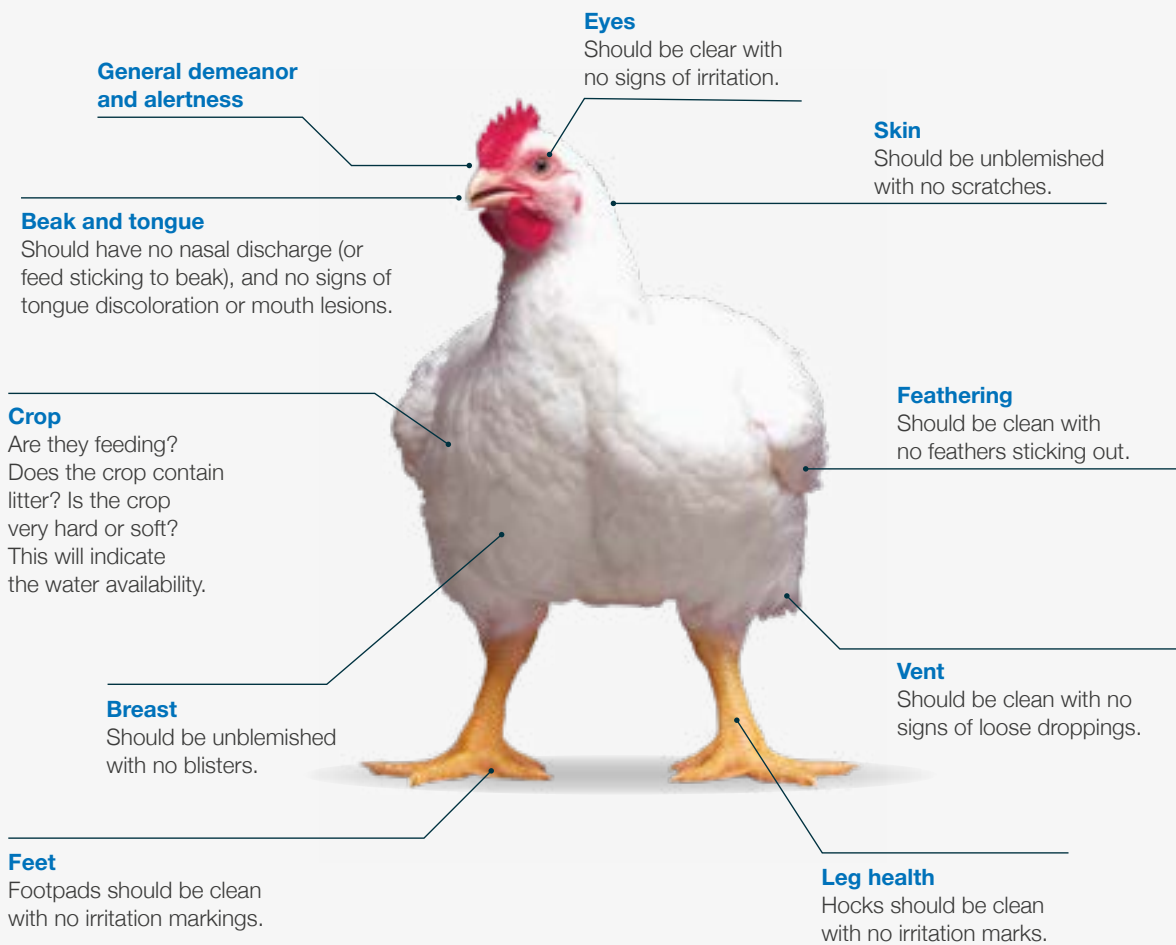 Eyes
Should be clear with
no signs of irritation.
General demeanor
and alertness
Skin
Should be unblemished
with no scratches.
Beak and tongue
Should have no nasal discharge (or
feed sticking to beak), and no signs of
tongue discoloration or mouth lesions.
Crop
Are they feeding?
Does the crop contain
litter? Is the crop
very hard or soft?
This will indicate
the water availability.
Feathering
Should be clean with
no feathers sticking out.
Vent
Should be clean with no
signs of loose droppings.
Breast
Should be unblemished
with no blisters.
Feet
Footpads should be clean
with no irritation markings.
Leg health
Hocks should be clean
with no irritation marks.